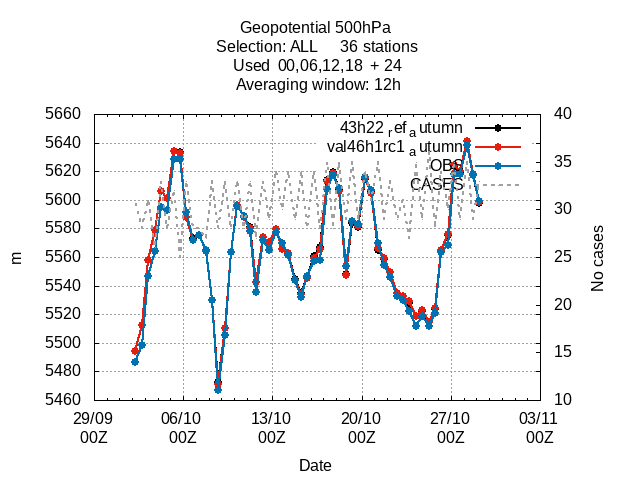 Geopotential 500hPa
Selection: ALL 36 stations
Used 00,06,12,18 + 24
Averaging window: 12h
5660
5640
5620
5600
5580
5560
5540
5520
5500
5480
5460
m
43h22 refa utumn
val46h1rc1 a utumn
OBS
CASES
40
35
30
25
20
15
10
No cases
29/09 06/10 13/10 20/10 27/10 03/11
00Z 00Z 00Z 00Z 00Z 00Z
Date